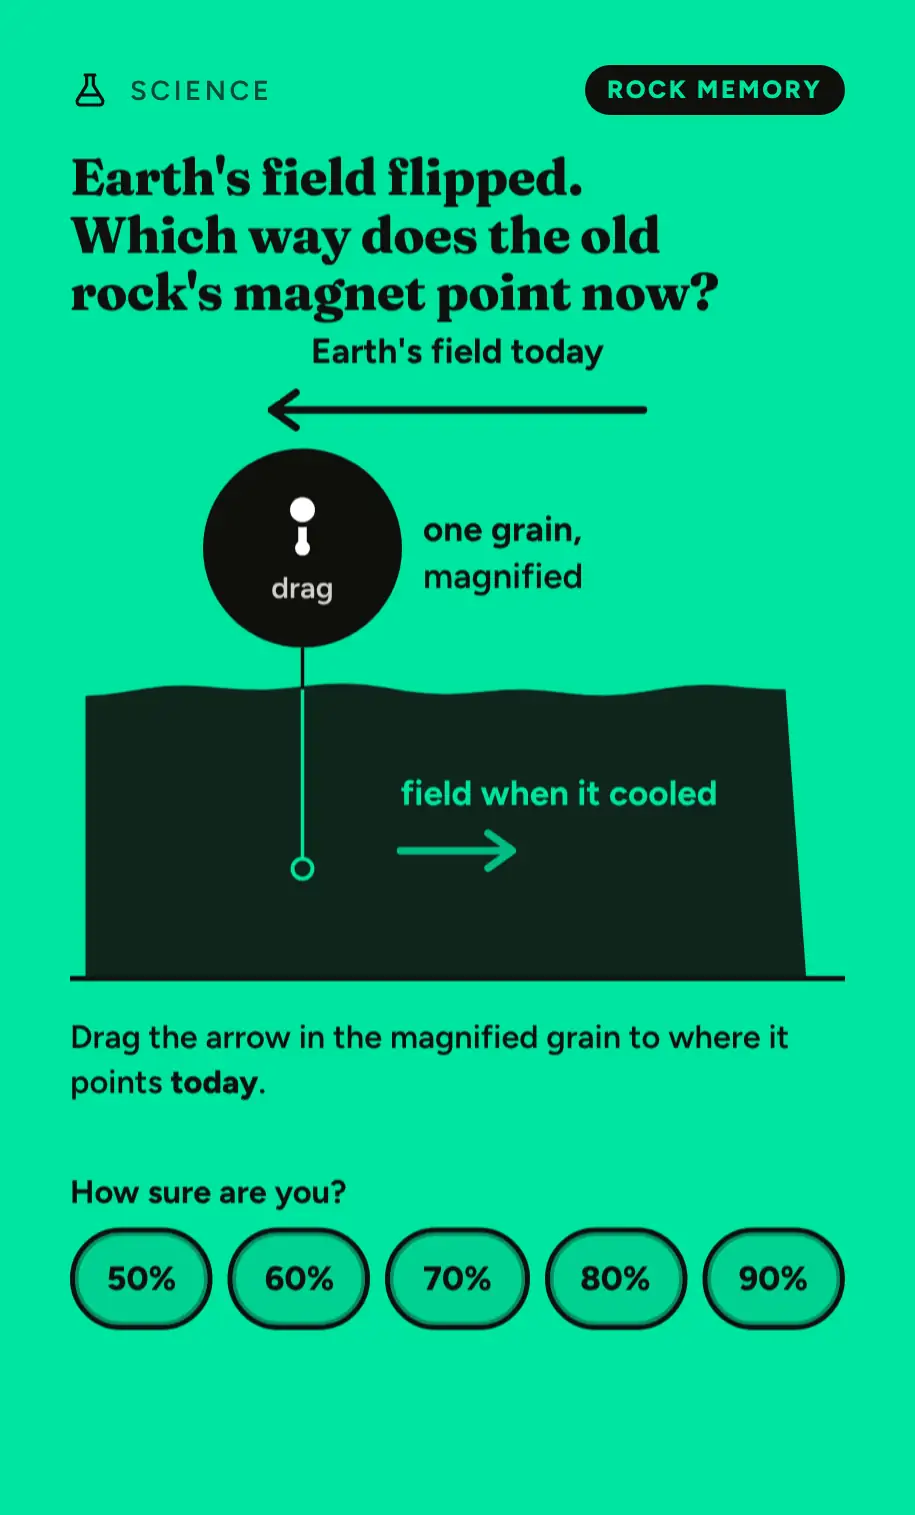 SCIENCE
ROCK MEMORY
Earth's field flipped.
Which way does the old
rock's magnet point now?
Earth's field today
drag
one grain,
magnified
field when it cooled
Drag the arrow in the magnified grain to where it
points today.
How sure are you?
50%
60%
70%
80%
90%